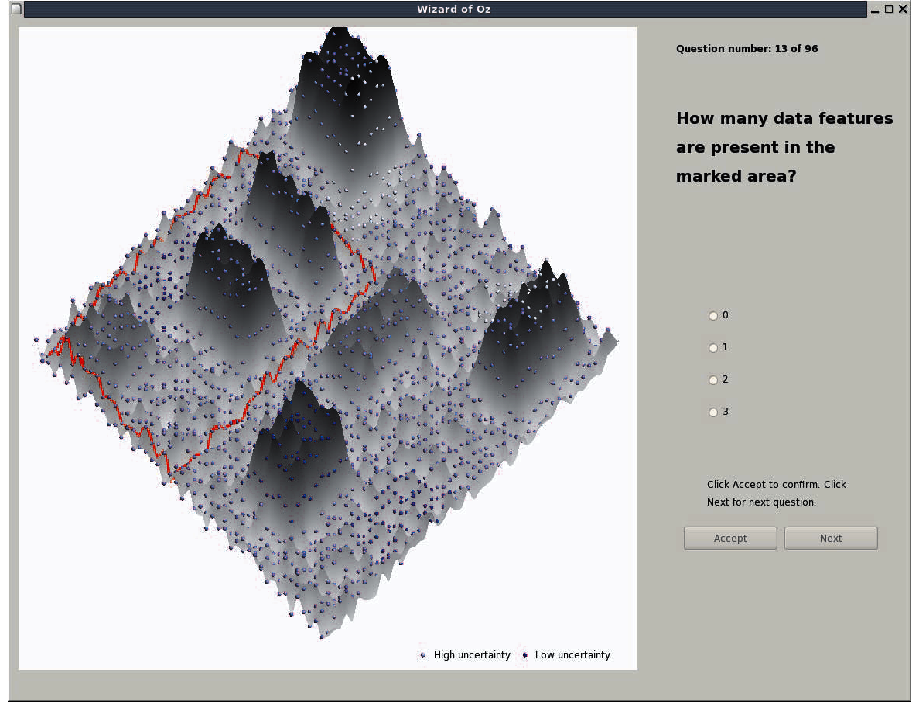 Wizard of Oz
Question number: 13 of 96
How many data features
are present in the
marked area?
0
1
2
3
Click Accept to confirm. Click
Next for next question.
Accept
Next
High uncertainty
Low uncertainty